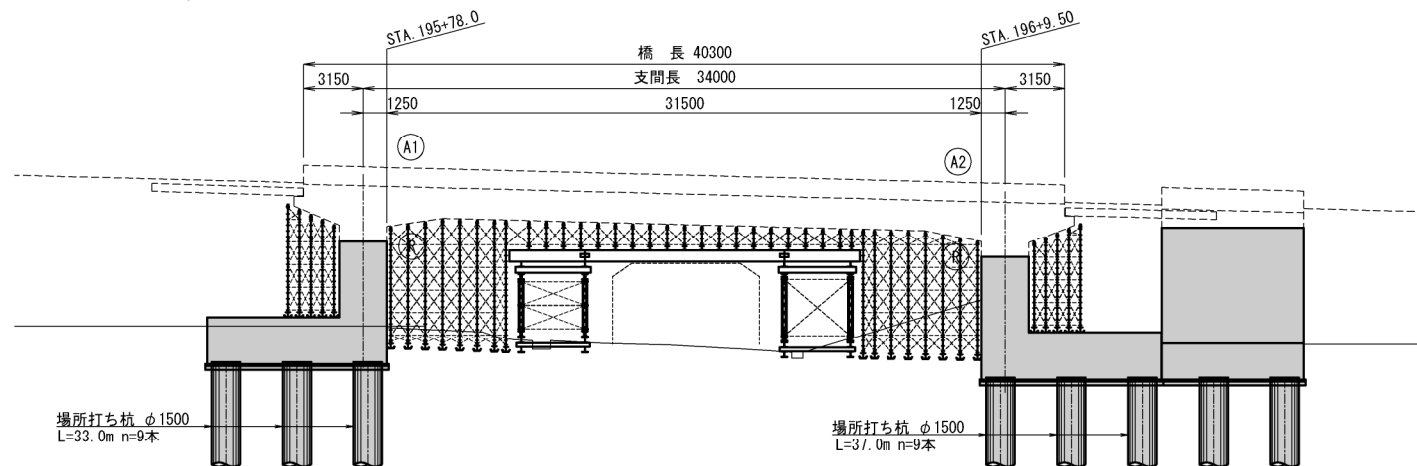 STA. 195+78.0
STA. 196+9.50
橋 長 40300
3150
支間長 34000
3150
1250
31500
1250
A1
A2
場所打ち杭 φ1500
L=33.0m n=9本
場所打ち杭 φ1500
L=37.0m n=9本